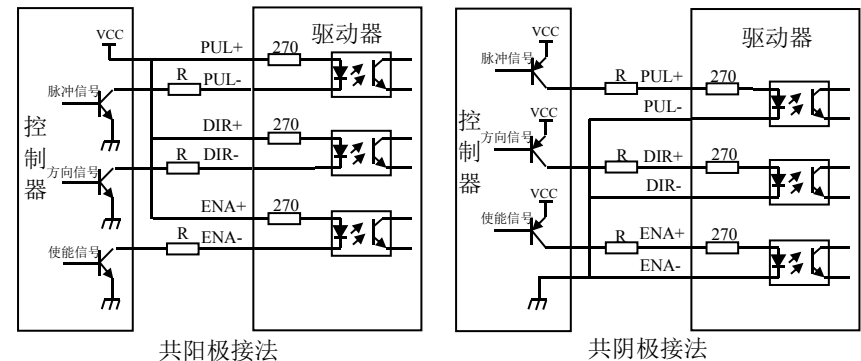 VCC
PUL+
270
驱动器
脉冲信号
R
PUL-
DIR+
270
控制器
方向信号
R
DIR-
ENA+
270
使能信号
R
ENA-
共阳极接法
VCC
驱动器
脉冲信号
R
PUL+
270
PUL-
VCC
控制器
方向信号
R
DIR+
270
DIR-
VCC
使能信号
R
ENA+
270
ENA-
共阴极接法